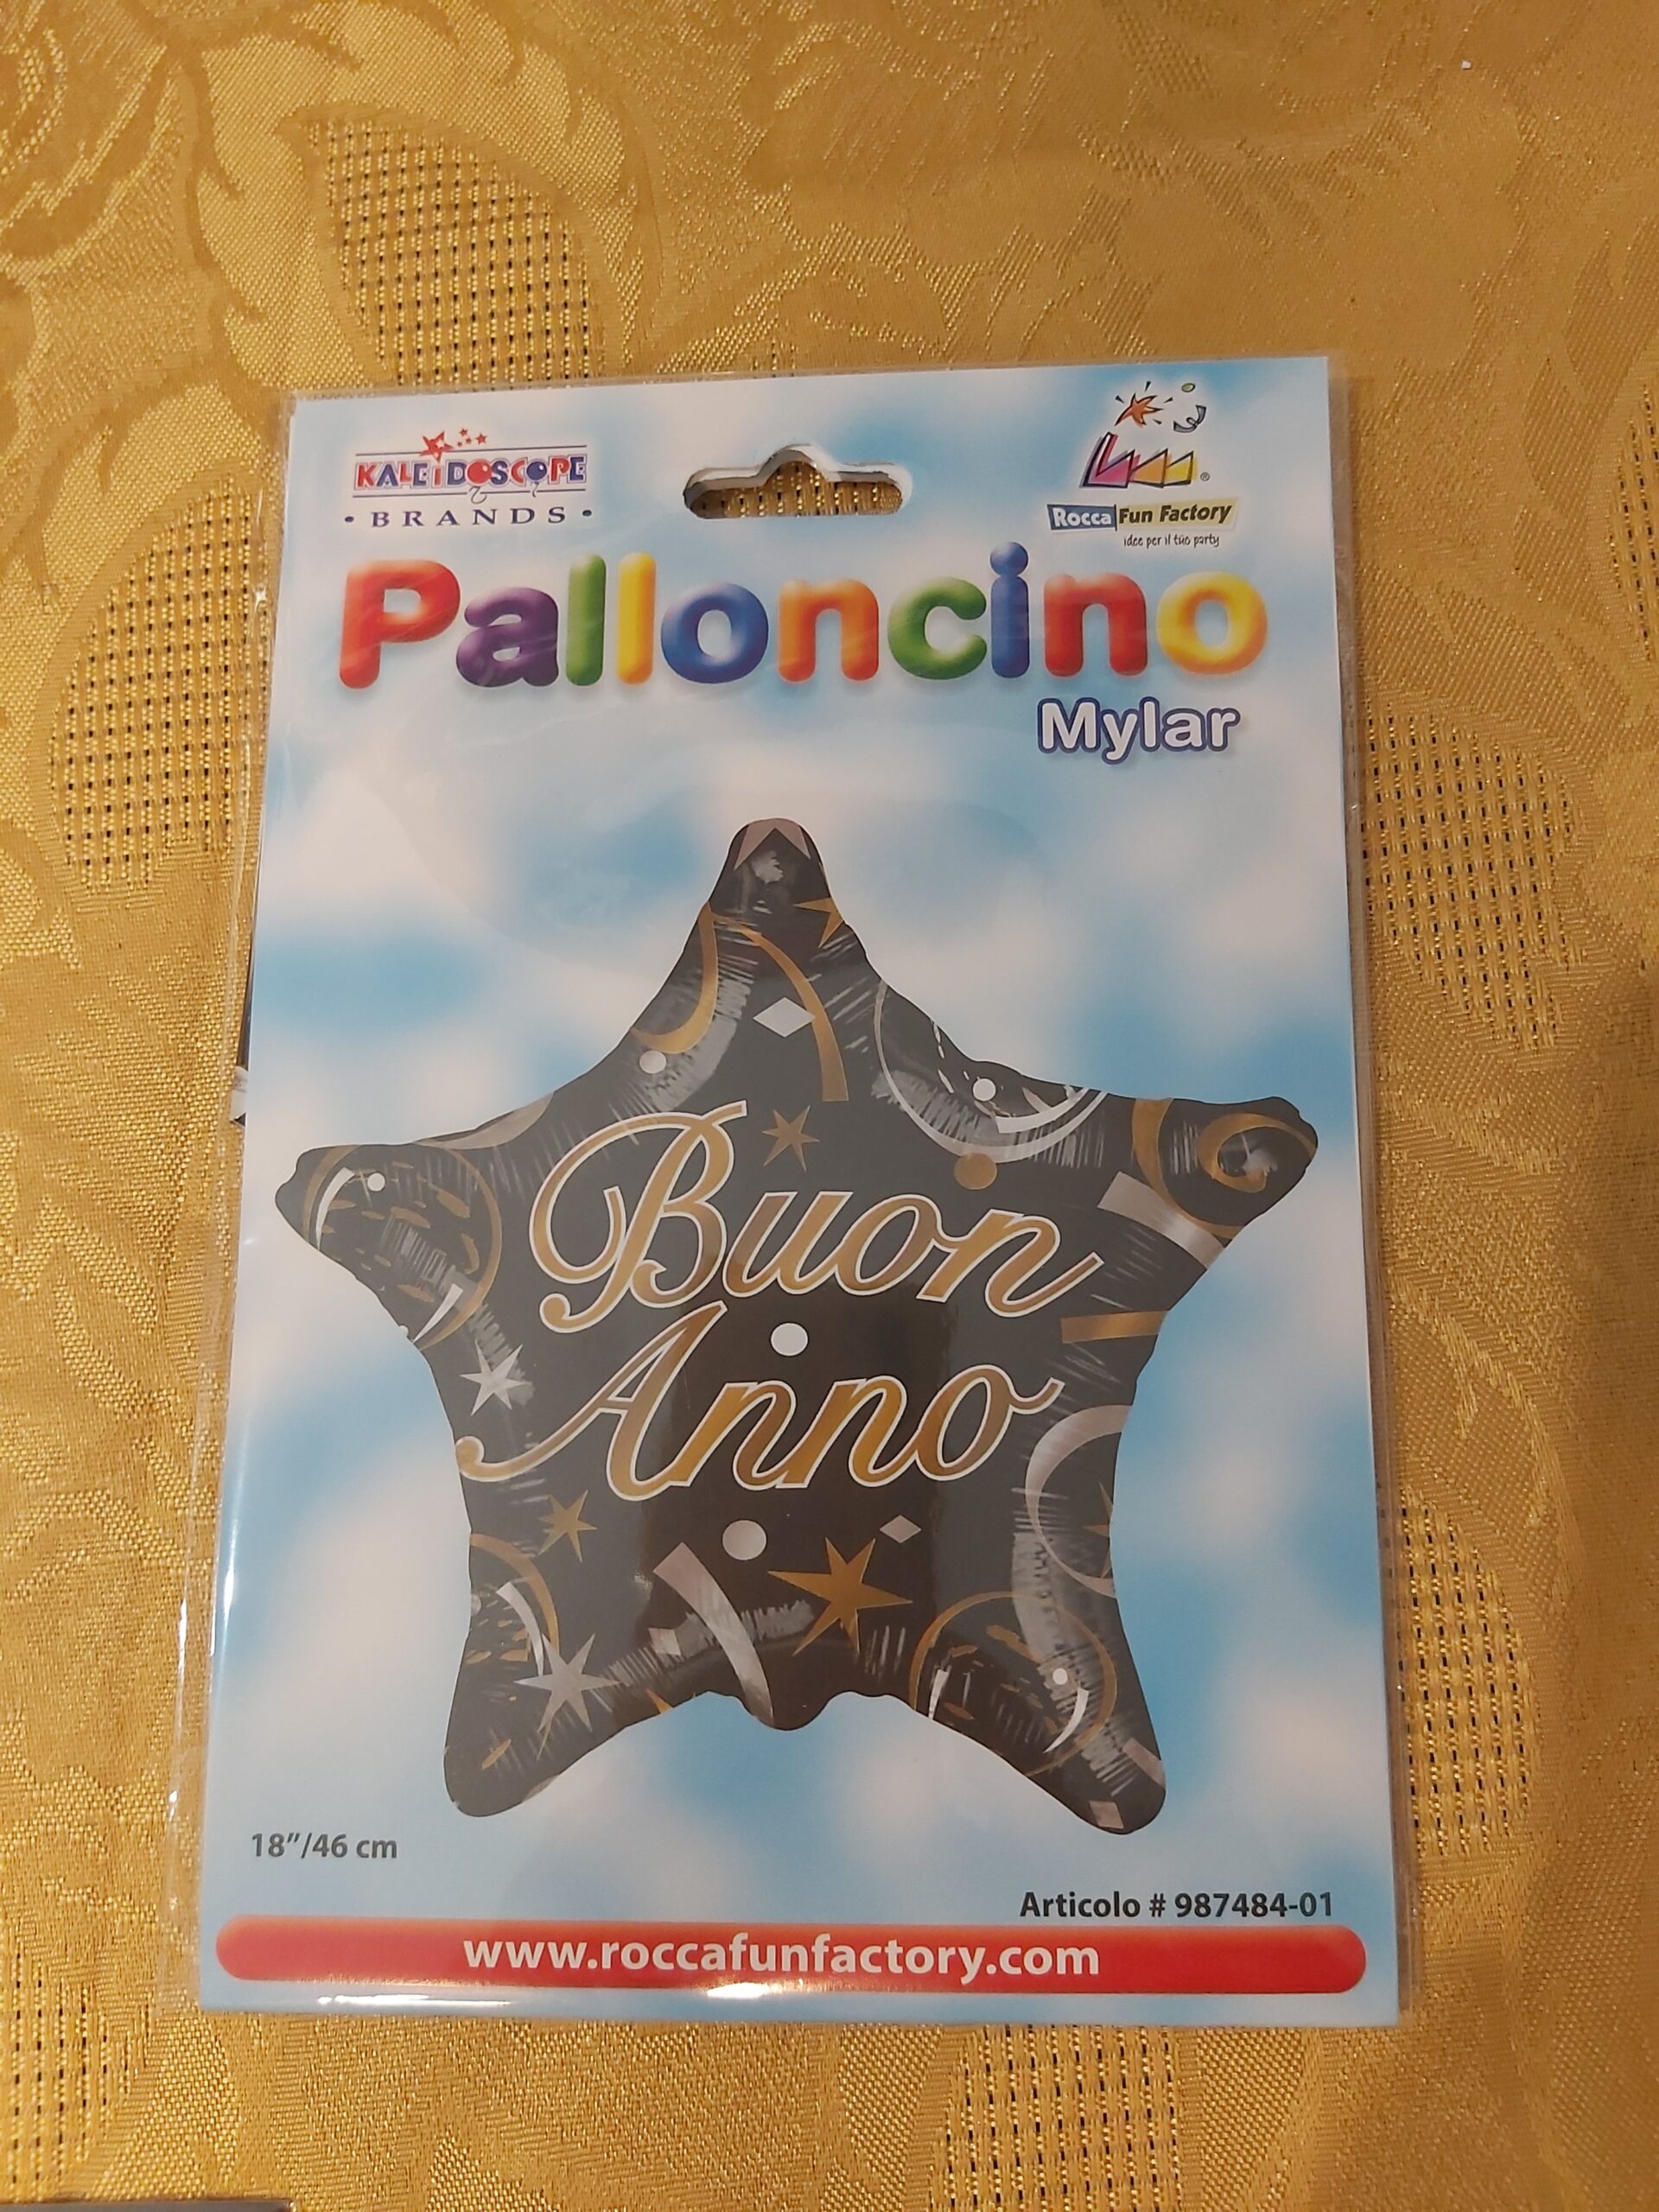 KALEIDOSCOPE
• BRANDS •
Rocca Fun Factory
idee per il tuo party
®
Palloncino
Mylar
Buon
Anno
18”/46 cm
Articolo # 987484-01
www.roccafunfactory.com